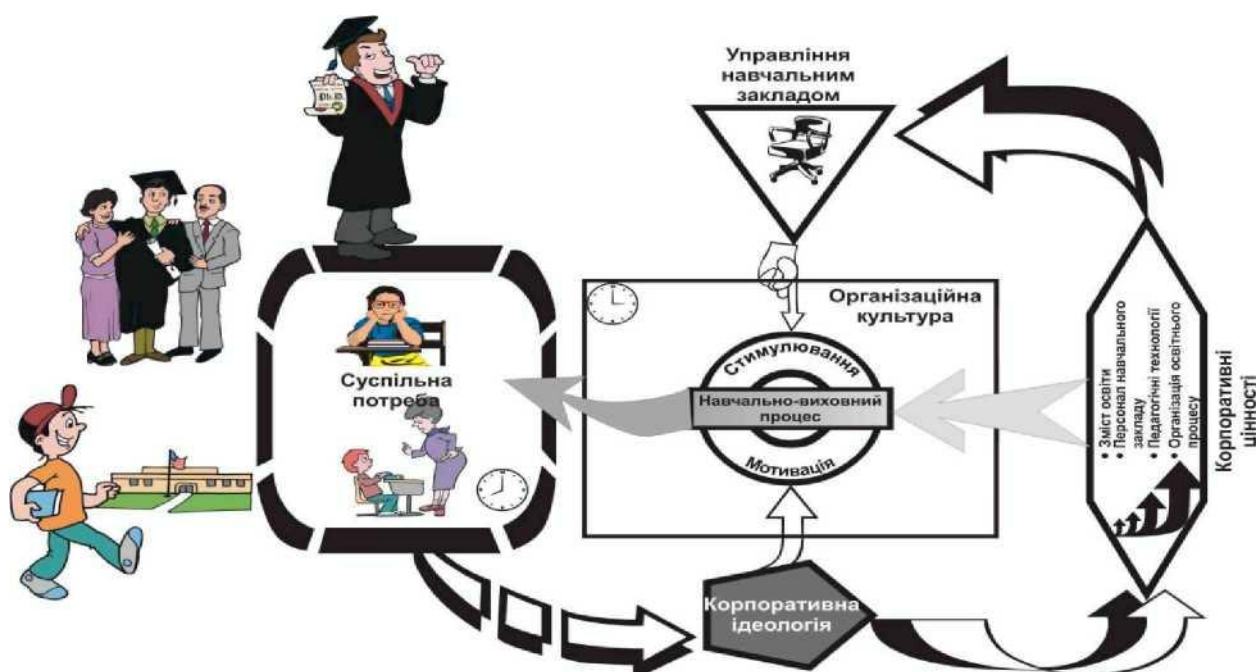 Ph.D.
Управління
навчальним
закладом
Організаційна
культура
Стимулювання
Навчально-виховний
процес
Мотивація
Суспільна
потреба
Корпоративна
ідеологія
• Зміст освіти
• Персонал навчального
закладу
• Педагогічні технології
• Організація освітнього
процесу
Корпоративні
цінності